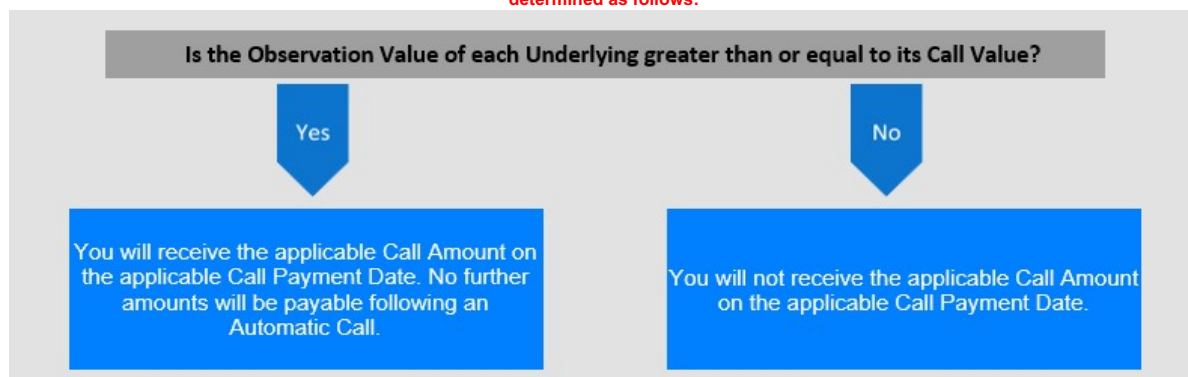 determined as follows:
Is the Observation Value of each Underlying greater than or equal to its Call Value?
Yes
No
You will receive the applicable Call Amount on
the applicable Call Payment Date. No further
amounts will be payable following an
Automatic Call.
You will not receive the applicable Call Amount
on the applicable Call Payment Date.